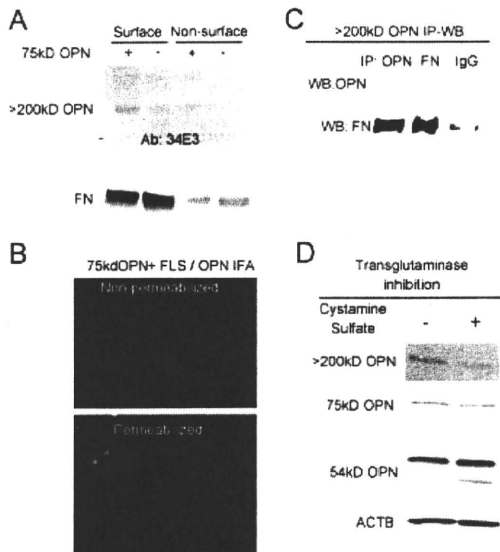 A
Surface Non-surface
75kD OPN + - + -
>200kD OPN
Ab: 34E3
FN
B
75kdOPN+ FLS / OPN IFA
Non permeabilized
Permeabilized
C
>200kD OPN IP-WB
IP: OPN FN IgG
WB:OPN
WB: FN
D
Transglutaminase
inhibition
Cystamine
Sulfate - +
>200kD OPN
75kD OPN
54kD OPN
ACTB